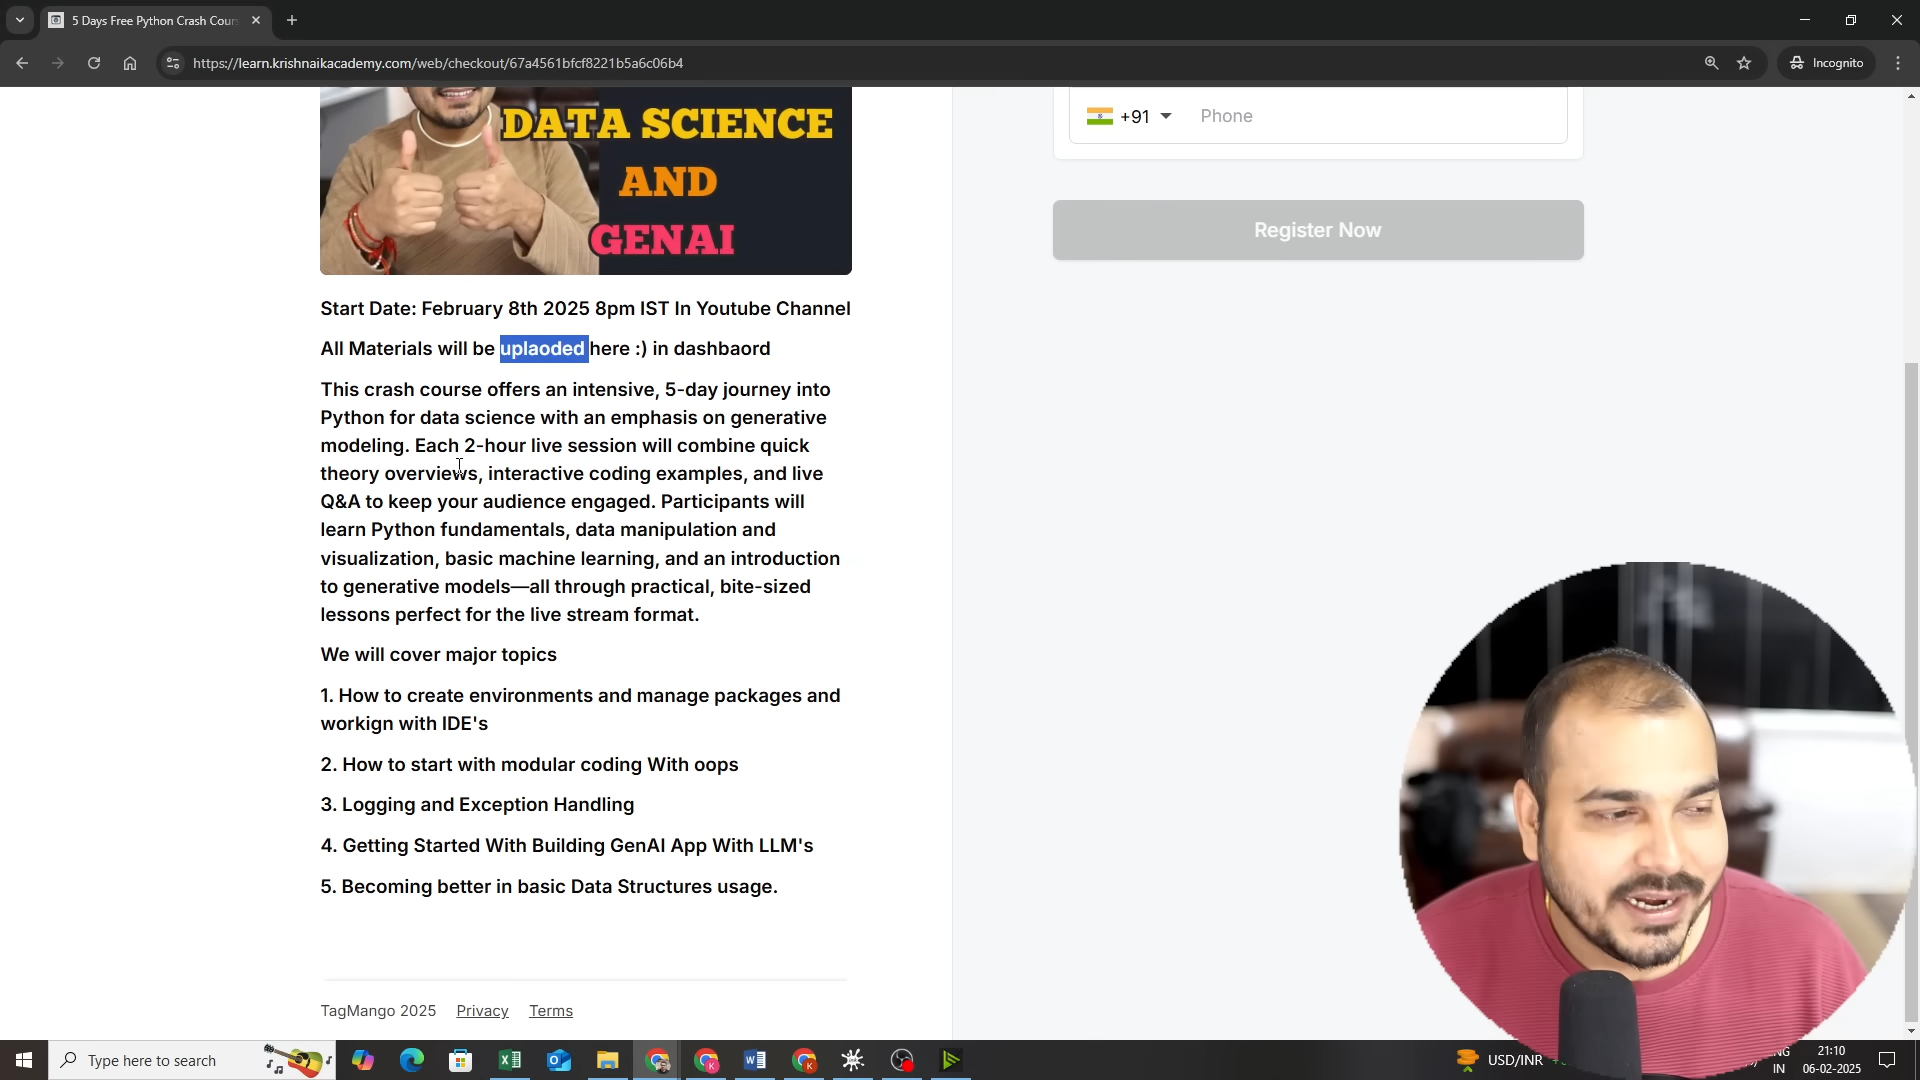 5 Days Free Python Crash Cour
https://learn.krishnaikacademy.com/web/checkout/67a4561bfcf8221b5a6c06b4
Incognito
DATA SCIENCE
AND
GENAI
+91
Phone
Register Now
Start Date: February 8th 2025 8pm IST In Youtube Channel
All Materials will be uplaoded here :) in dashbaord
This crash course offers an intensive, 5-day journey into
Python for data science with an emphasis on generative
modeling. Each 2-hour live session will combine quick
theory overviews, interactive coding examples, and live
Q&A to keep your audience engaged. Participants will
learn Python fundamentals, data manipulation and
visualization, basic machine learning, and an introduction
to generative models—all through practical, bite-sized
lessons perfect for the live stream format.
We will cover major topics
1. How to create environments and manage packages and
workign with IDE's
2. How to start with modular coding With oops
3. Logging and Exception Handling
4. Getting Started With Building GenAI App With LLM's
5. Becoming better in basic Data Structures usage.
TagMango 2025 Privacy Terms
Type here to search
USD/INR
IN
21:10
06-02-2025